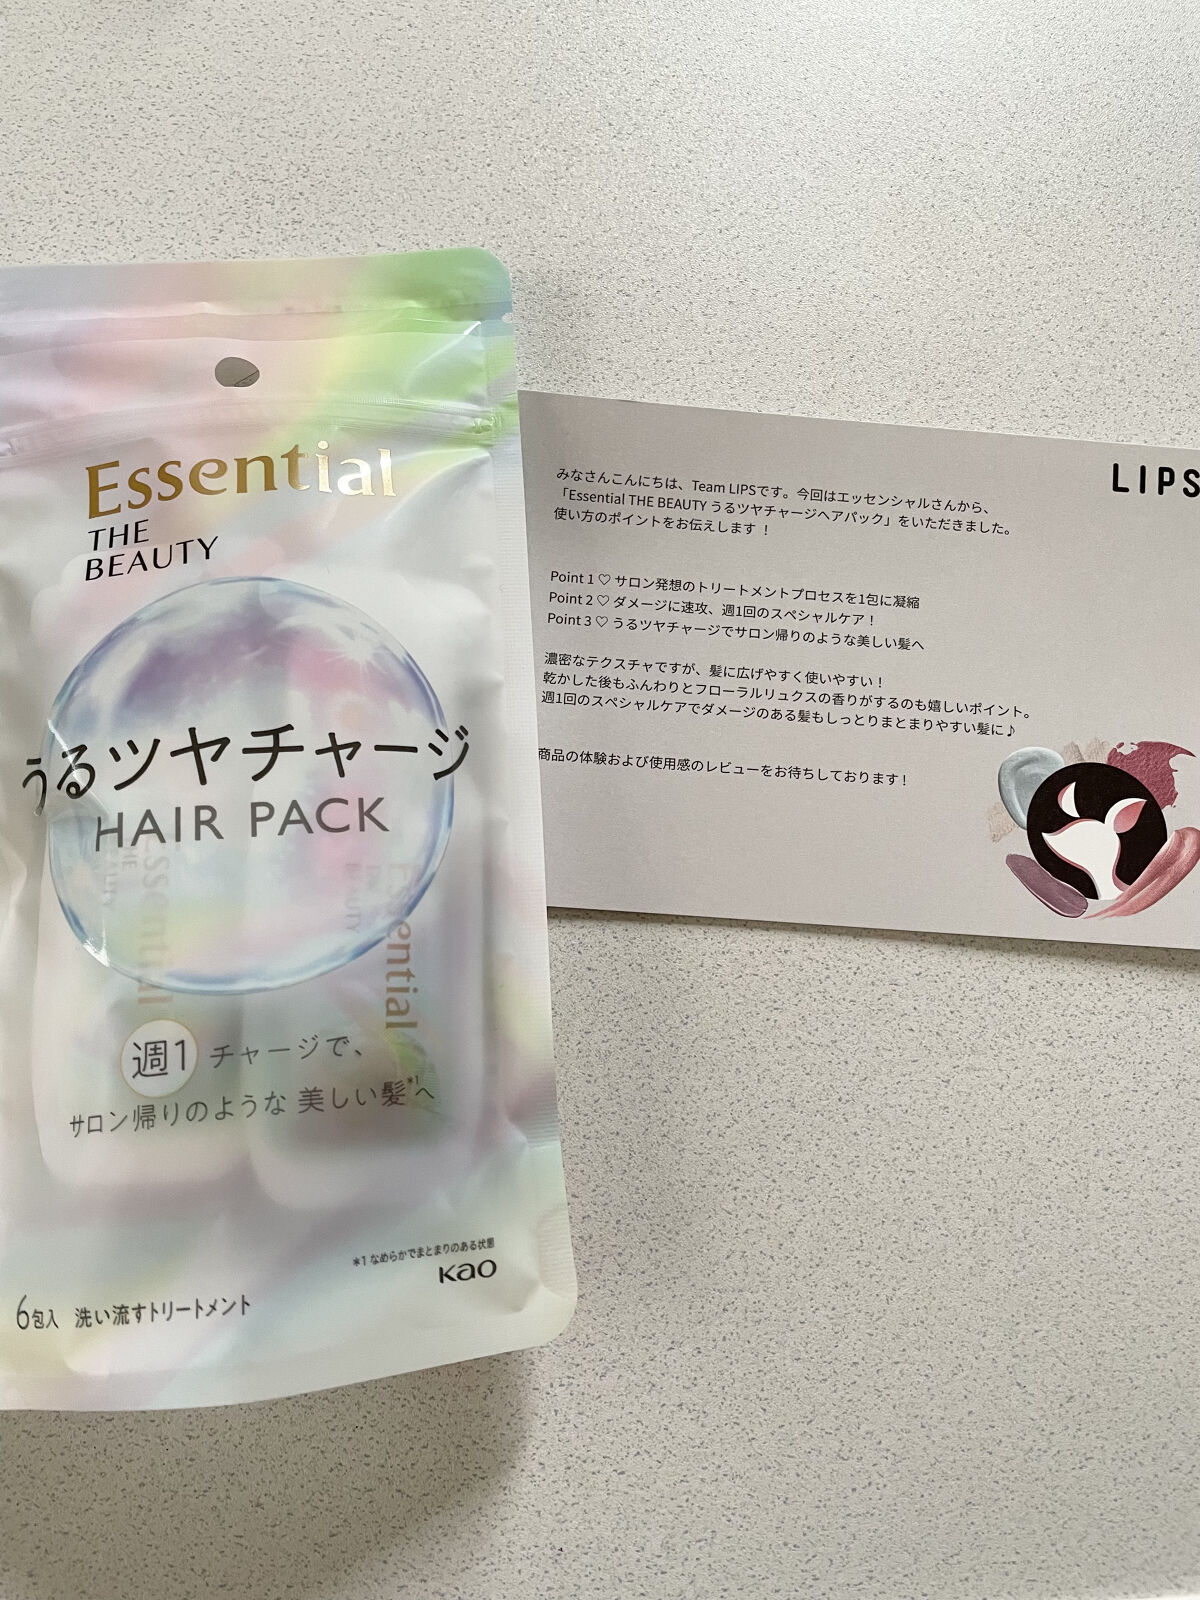 Essential
THE
BEAUTY
うるツヤチャージ
HAIR PACK
週1 チャージで、
サロン帰りのような 美しい髪*1へ
*1 なめらかでまとまりのある状態
Kao
6包入 洗い流すトリートメント
Essential
THE
BEAUTY
Essential
BEAUTY
LIPS
みなさんこんにちは、Team LIPSです。今回はエッセンシャルさんから、
「Essential THE BEAUTY うるツヤチャージヘアパック」をいただきました。
使い方のポイントをお伝えします！
Point 1 ♡ サロン発想のトリートメントプロセスを1包に凝縮
Point 2 ♡ ダメージに速攻、週1回のスペシャルケア！
Point 3 ♡ うるツヤチャージでサロン帰りのような美しい髪へ
濃密なテクスチャですが、髪に広げやすく使いやすい！
乾かした後もふんわりとフローラルリュクスの香りがするのも嬉しいポイント。
週1回のスペシャルケアでダメージのある髪もしっとりまとまりやすい髪に♪
商品の体験および使用感のレビューをお待ちしております！